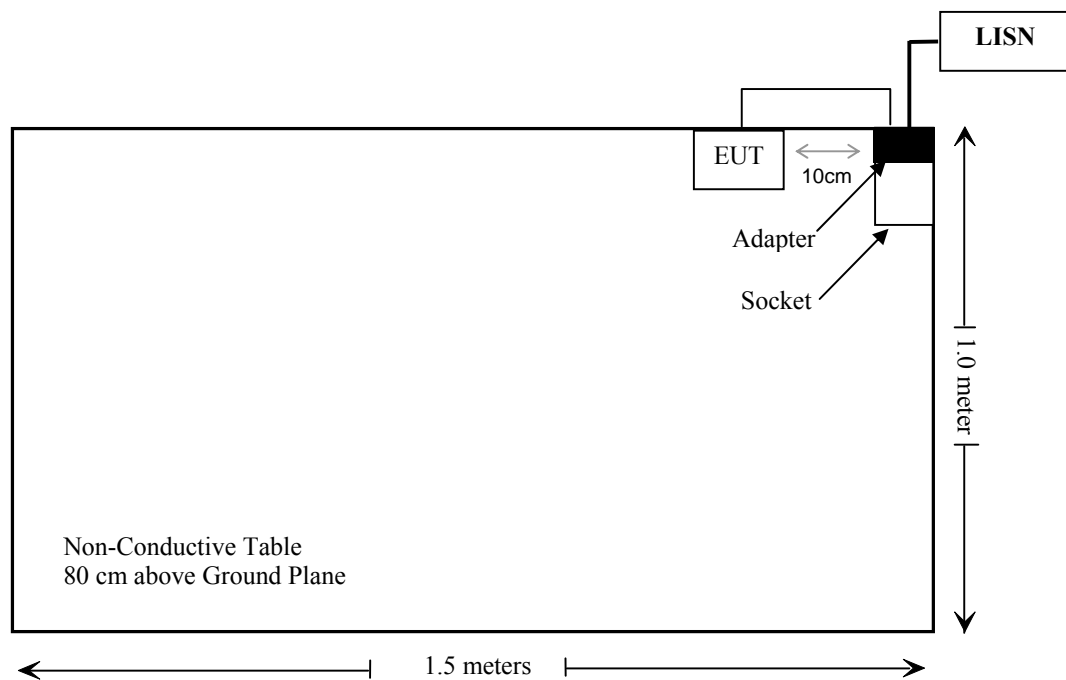 LISN
EUT
10cm
Adapter
Socket
1.0 meter
Non-Conductive Table
80 cm above Ground Plane
1.5 meters